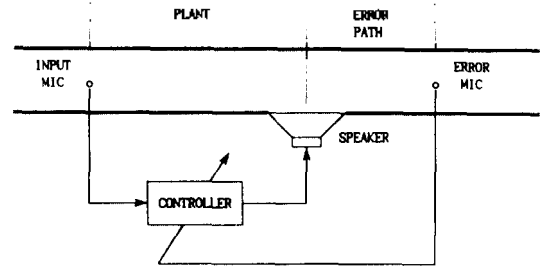 PLANT
ERROR
PATH
INPUT
MIC
ERROR
MIC
SPEAKER
CONTROLLER